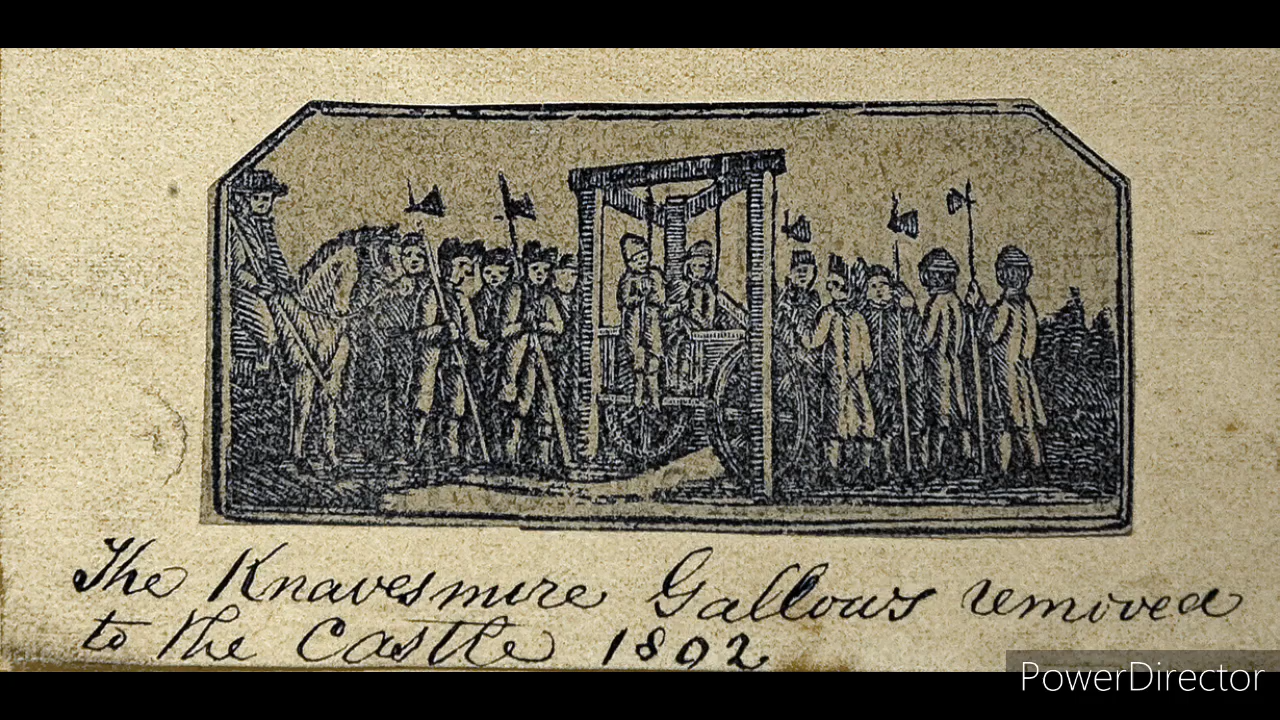 The Knavesmire Gallows removed
to the Castle 1802
PowerDirector